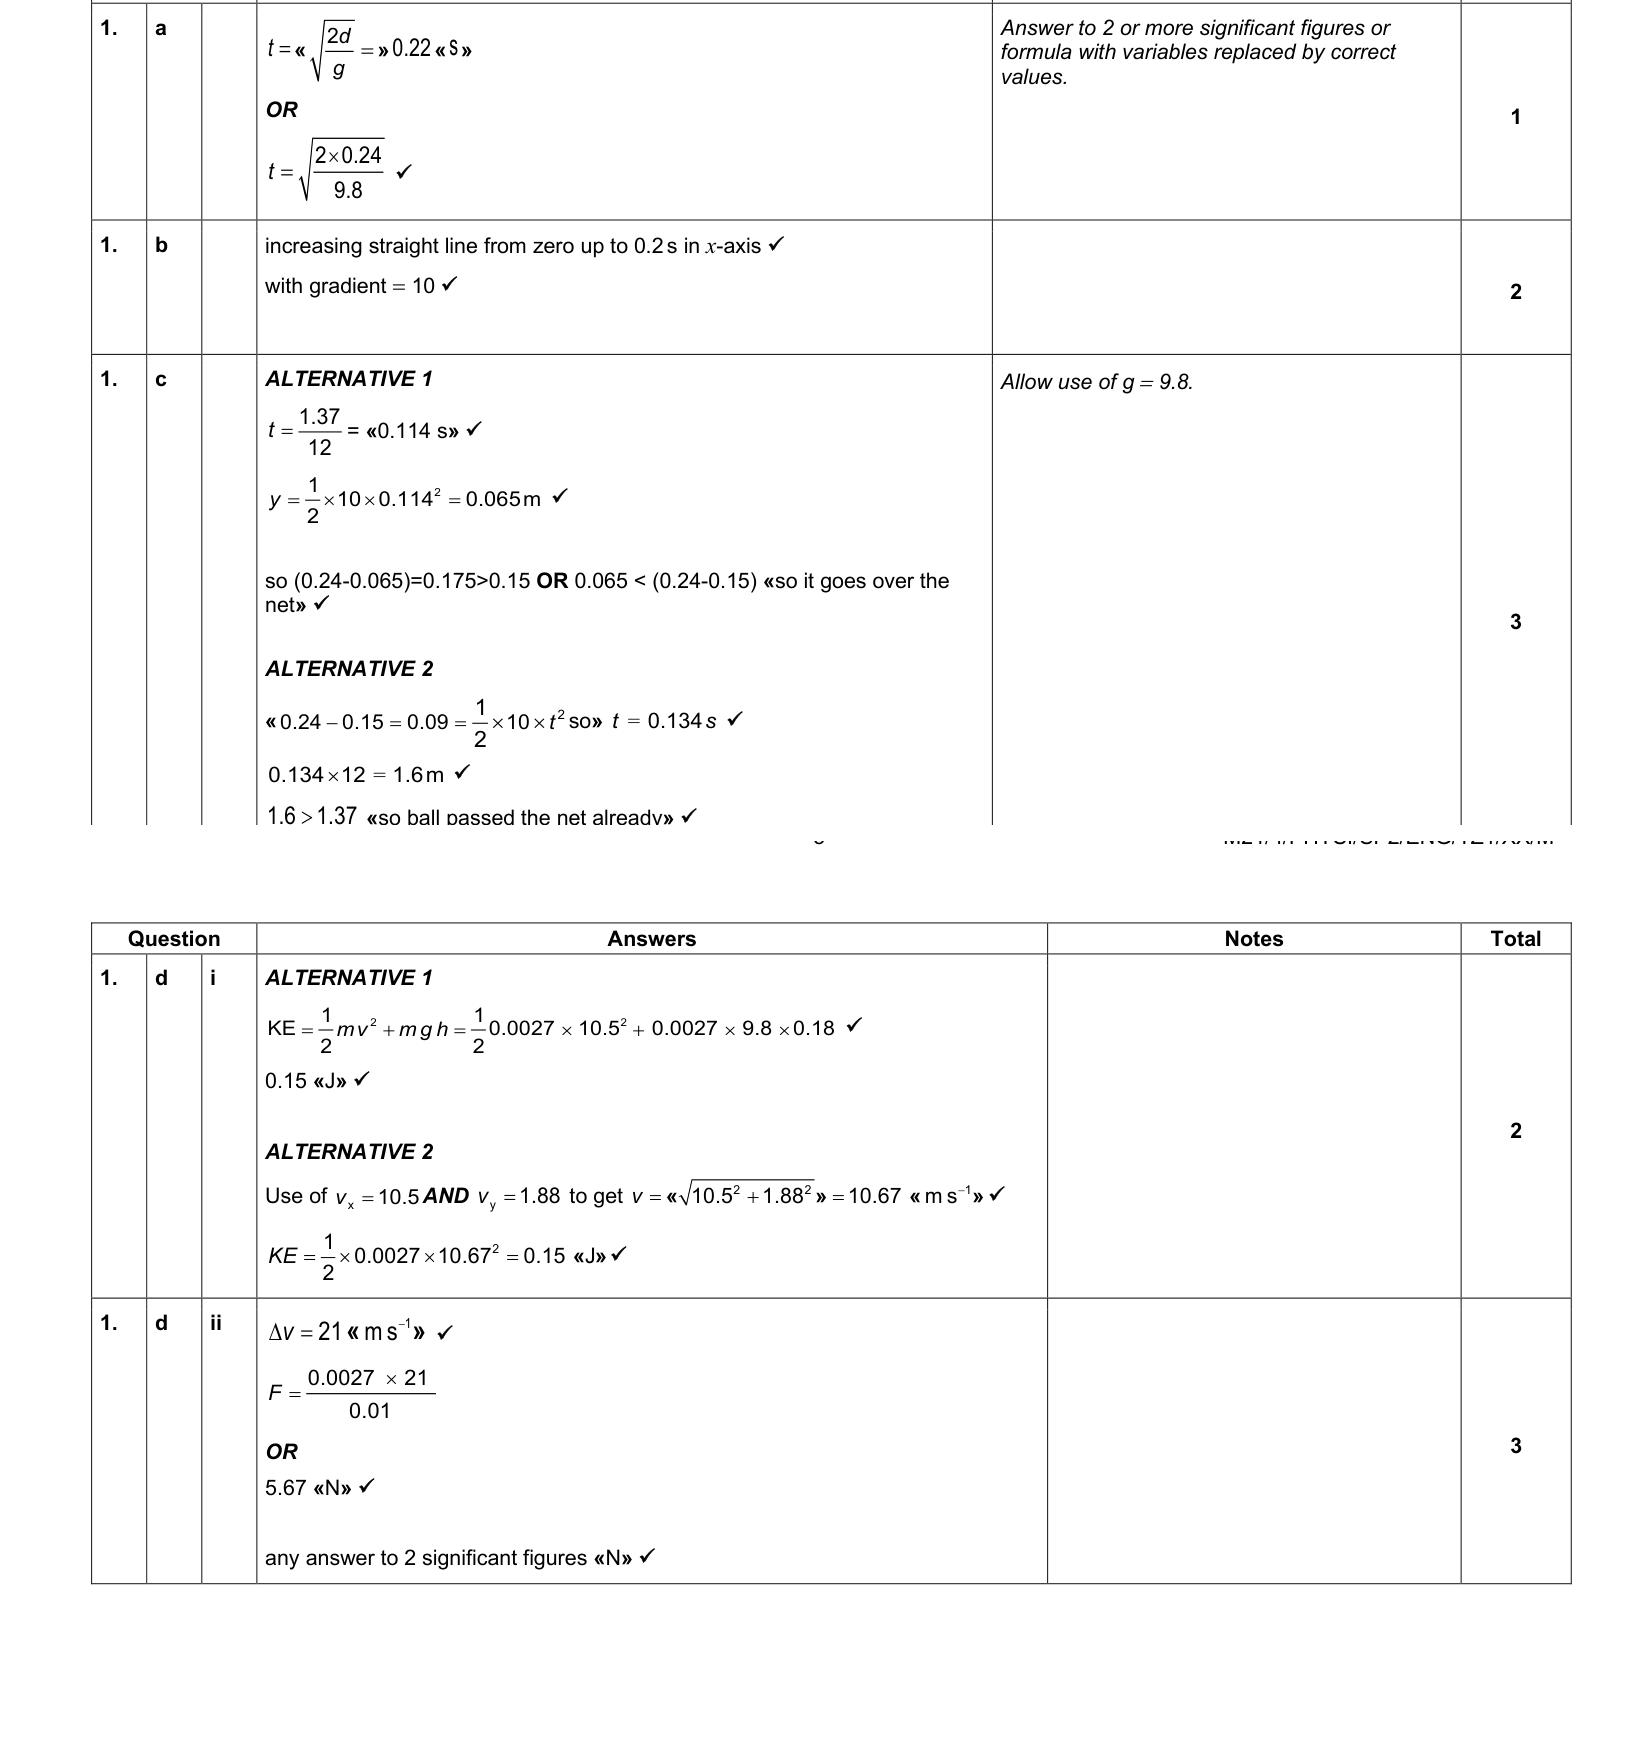 1. a t = « √(2d/g) = » 0.22 « s » Answer to 2 or more significant figures or
formula with variables replaced by correct
values.
OR
1
t = √((2×0.24)/9.8) ✓
1. b increasing straight line from zero up to 0.2 s in x-axis ✓
with gradient = 10 ✓
2
1. c ALTERNATIVE 1 Allow use of g = 9.8.
t = 1.37/12 = «0.114 s» ✓
y = 1/2 × 10 × 0.114² = 0.065 m ✓
so (0.24-0.065)=0.175>0.15 OR 0.065 < (0.24-0.15) «so it goes over the
net» ✓
3
ALTERNATIVE 2
« 0.24 – 0.15 = 0.09 = 1/2 × 10 × t² so» t = 0.134 s ✓
0.134 × 12 = 1.6 m ✓
1.6 > 1.37 «so ball passed the net already» ✓
Question Answers Notes Total
1. d i ALTERNATIVE 1
KE = 1/2 mv² + mgh = 1/2 0.0027 × 10.5² + 0.0027 × 9.8 × 0.18 ✓
0.15 «J» ✓
2
ALTERNATIVE 2
Use of vₓ = 10.5 AND v_y = 1.88 to get v = «√(10.5² + 1.88²)» = 10.67 « m s⁻¹» ✓
KE = 1/2 × 0.0027 × 10.67² = 0.15 «J» ✓
1. d ii Δv = 21 « m s⁻¹» ✓
F = (0.0027 × 21)/0.01
OR
3
5.67 «N» ✓
any answer to 2 significant figures «N» ✓